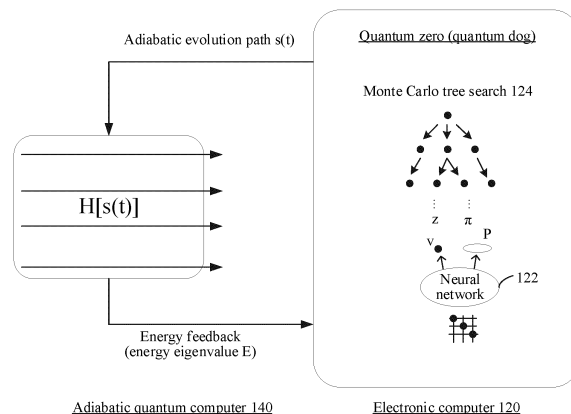 Adiabatic evolution path s(t)
Quantum zero (quantum dog)
Monte Carlo tree search 124
H[s(t)]
z π
v P
Neural
network
122
Energy feedback
(energy eigenvalue E)
Adiabatic quantum computer 140
Electronic computer 120